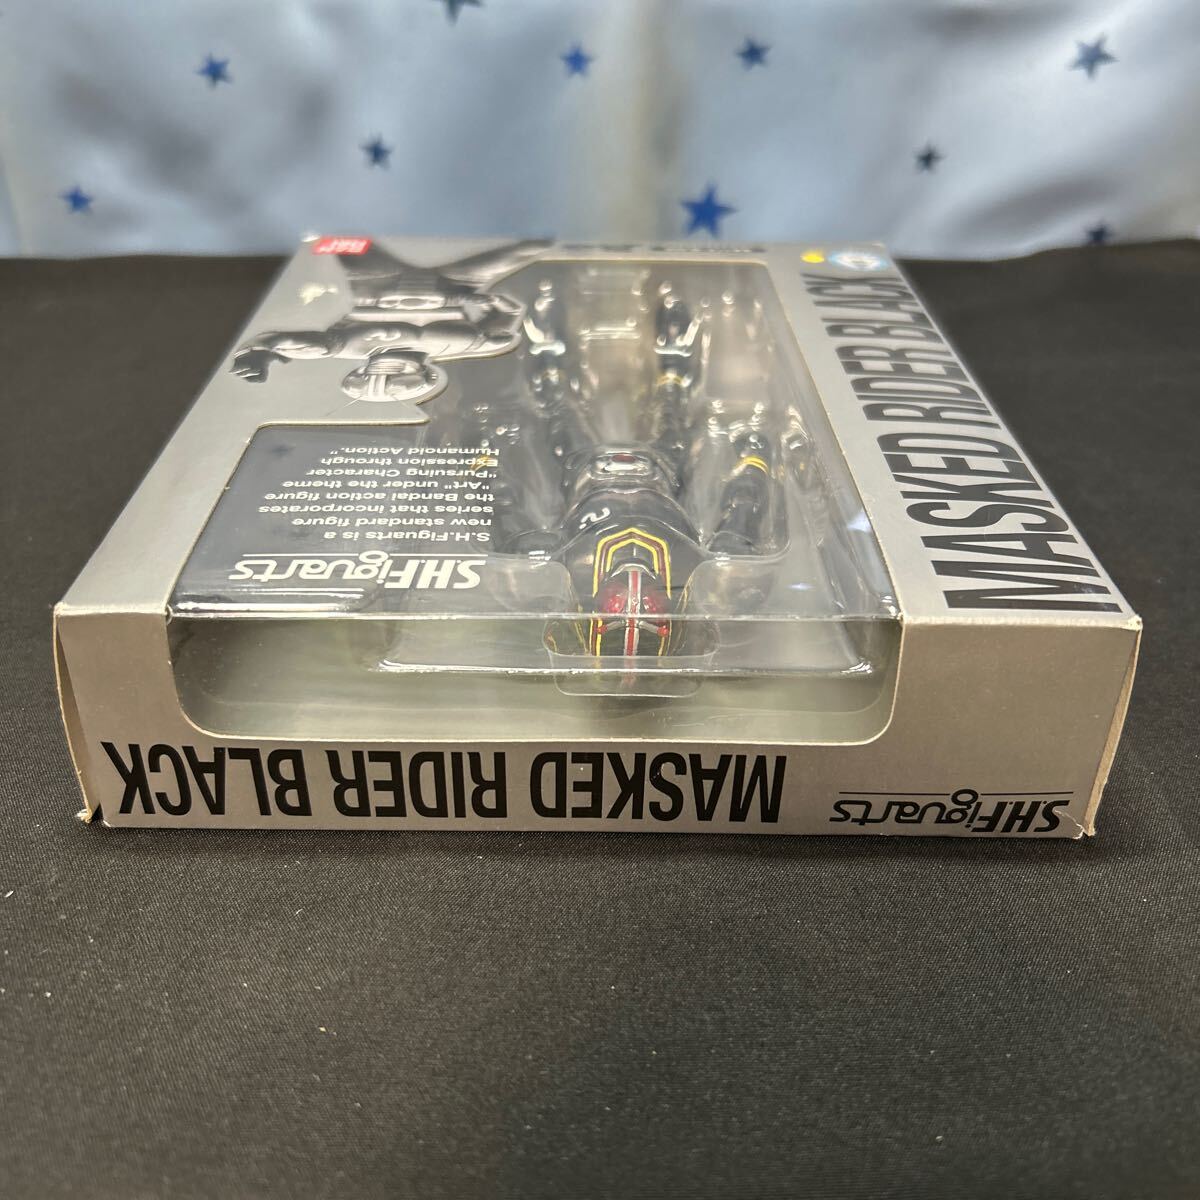 MASKED RIDER BLACK
S.H.Figuarts
S.H.Figuarts is a
new standard figure
series that incorporates
the Bandai action figure
"Art" under the theme
"Pursuing Character
Expression through
Humanoid Action."
MASKED RIDER BLACK
S.H.Figuarts